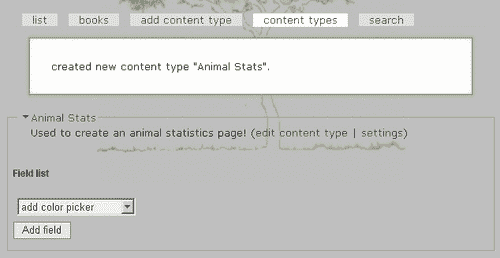 list books add content type content types search
created new content type "Animal Stats".
Animal Stats
Used to create an animal statistics page! (edit content type | settings)
Field list
add color picker
Add field